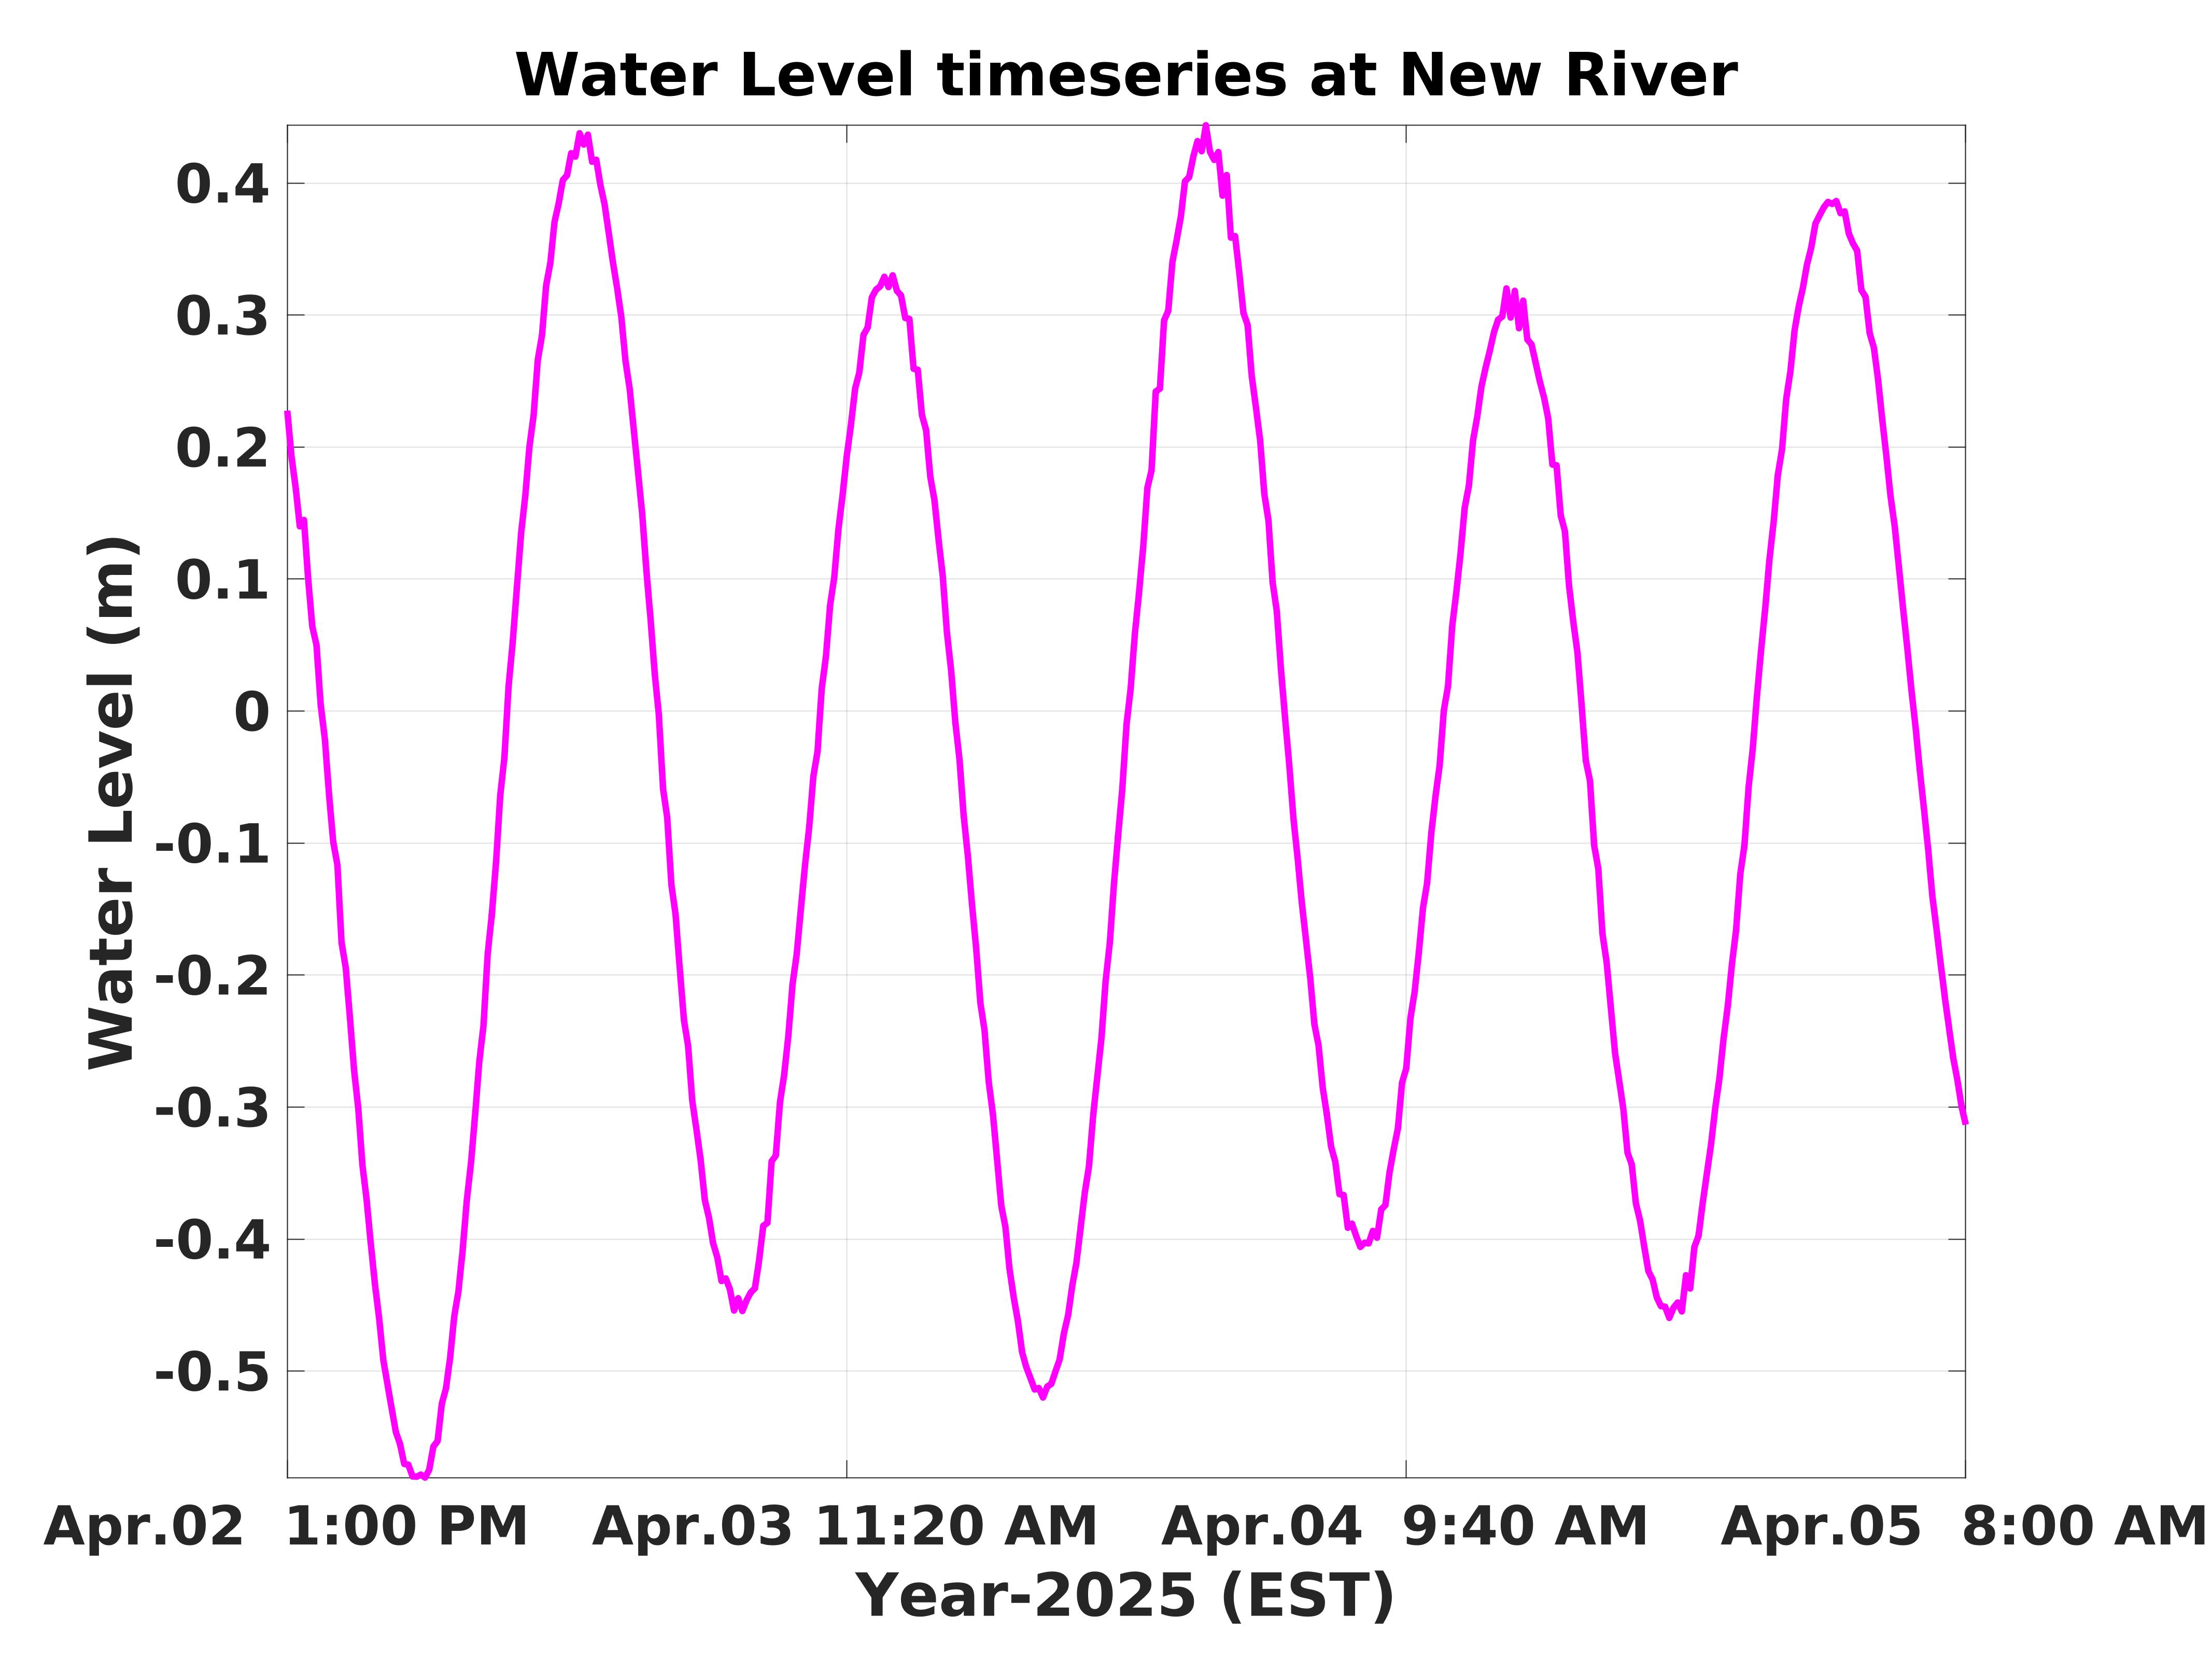 Water Level timeseries at New River
0.4
0.3
0.2
0.1
0
-0.1
-0.2
-0.3
-0.4
-0.5
Water Level (m)
Apr.02 1:00 PM
Apr.03 11:20 AM
Apr.04 9:40 AM
Apr.05 8:00 AM
Year-2025 (EST)